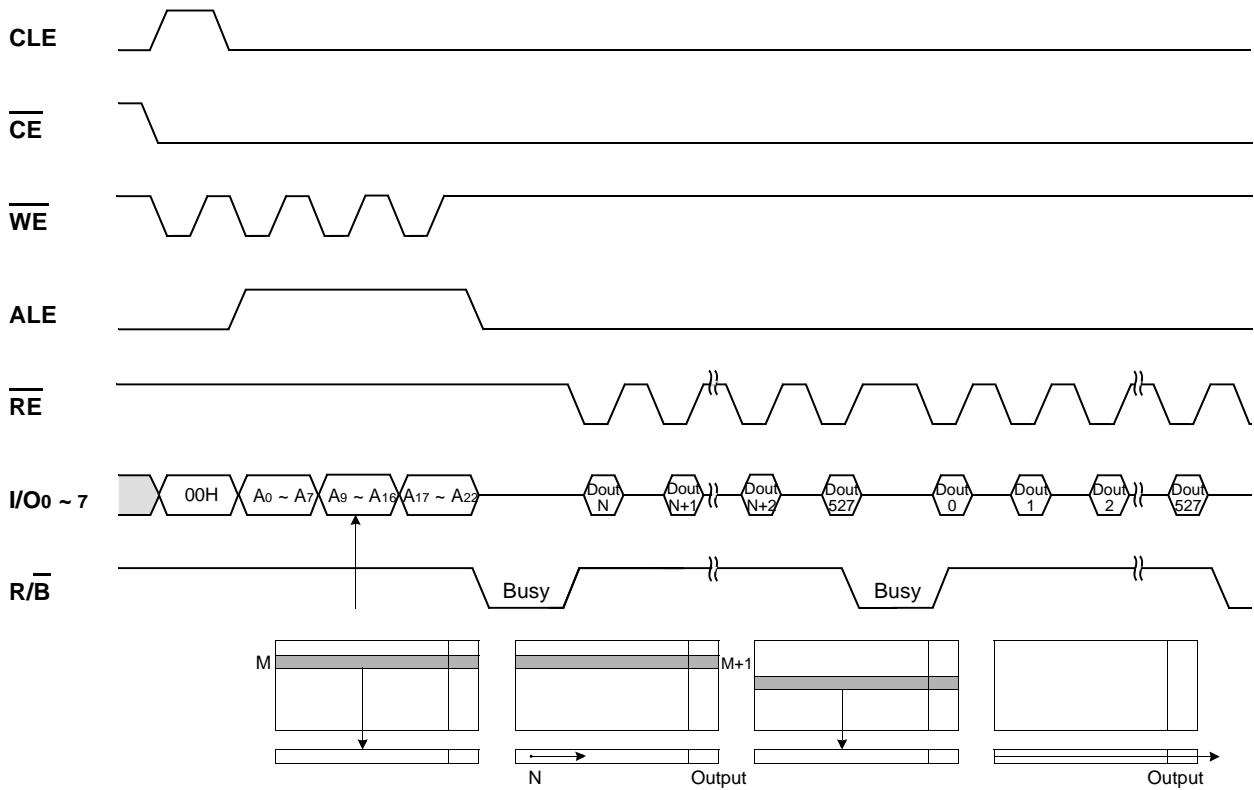 CLE
CE
WE
ALE
RE
I/O0 ~ 7
00H
A0 ~ A7
A9 ~ A16
A17 ~ A22
Dout
N
Dout
N+1
Dout
N+2
Dout
527
Dout
0
Dout
1
Dout
2
Dout
527
R/B
Busy
Busy
M
M+1
N
Output
Output